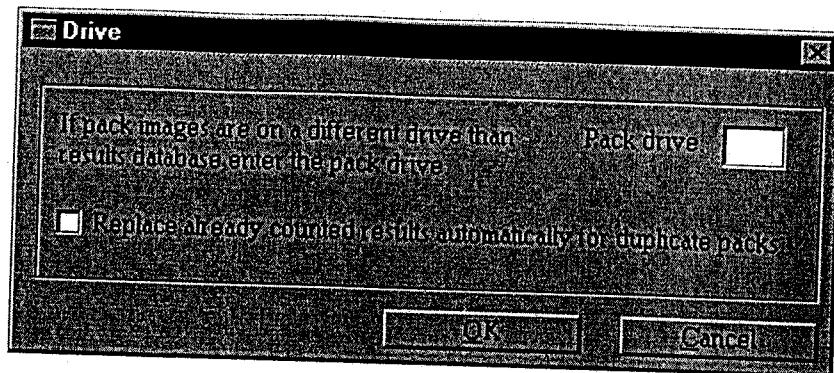 Drive
If pack images are on a different drive than
results database enter the pack drive.
Pack drive
Replace already counted results automatically for duplicate packs
OK
Cancel